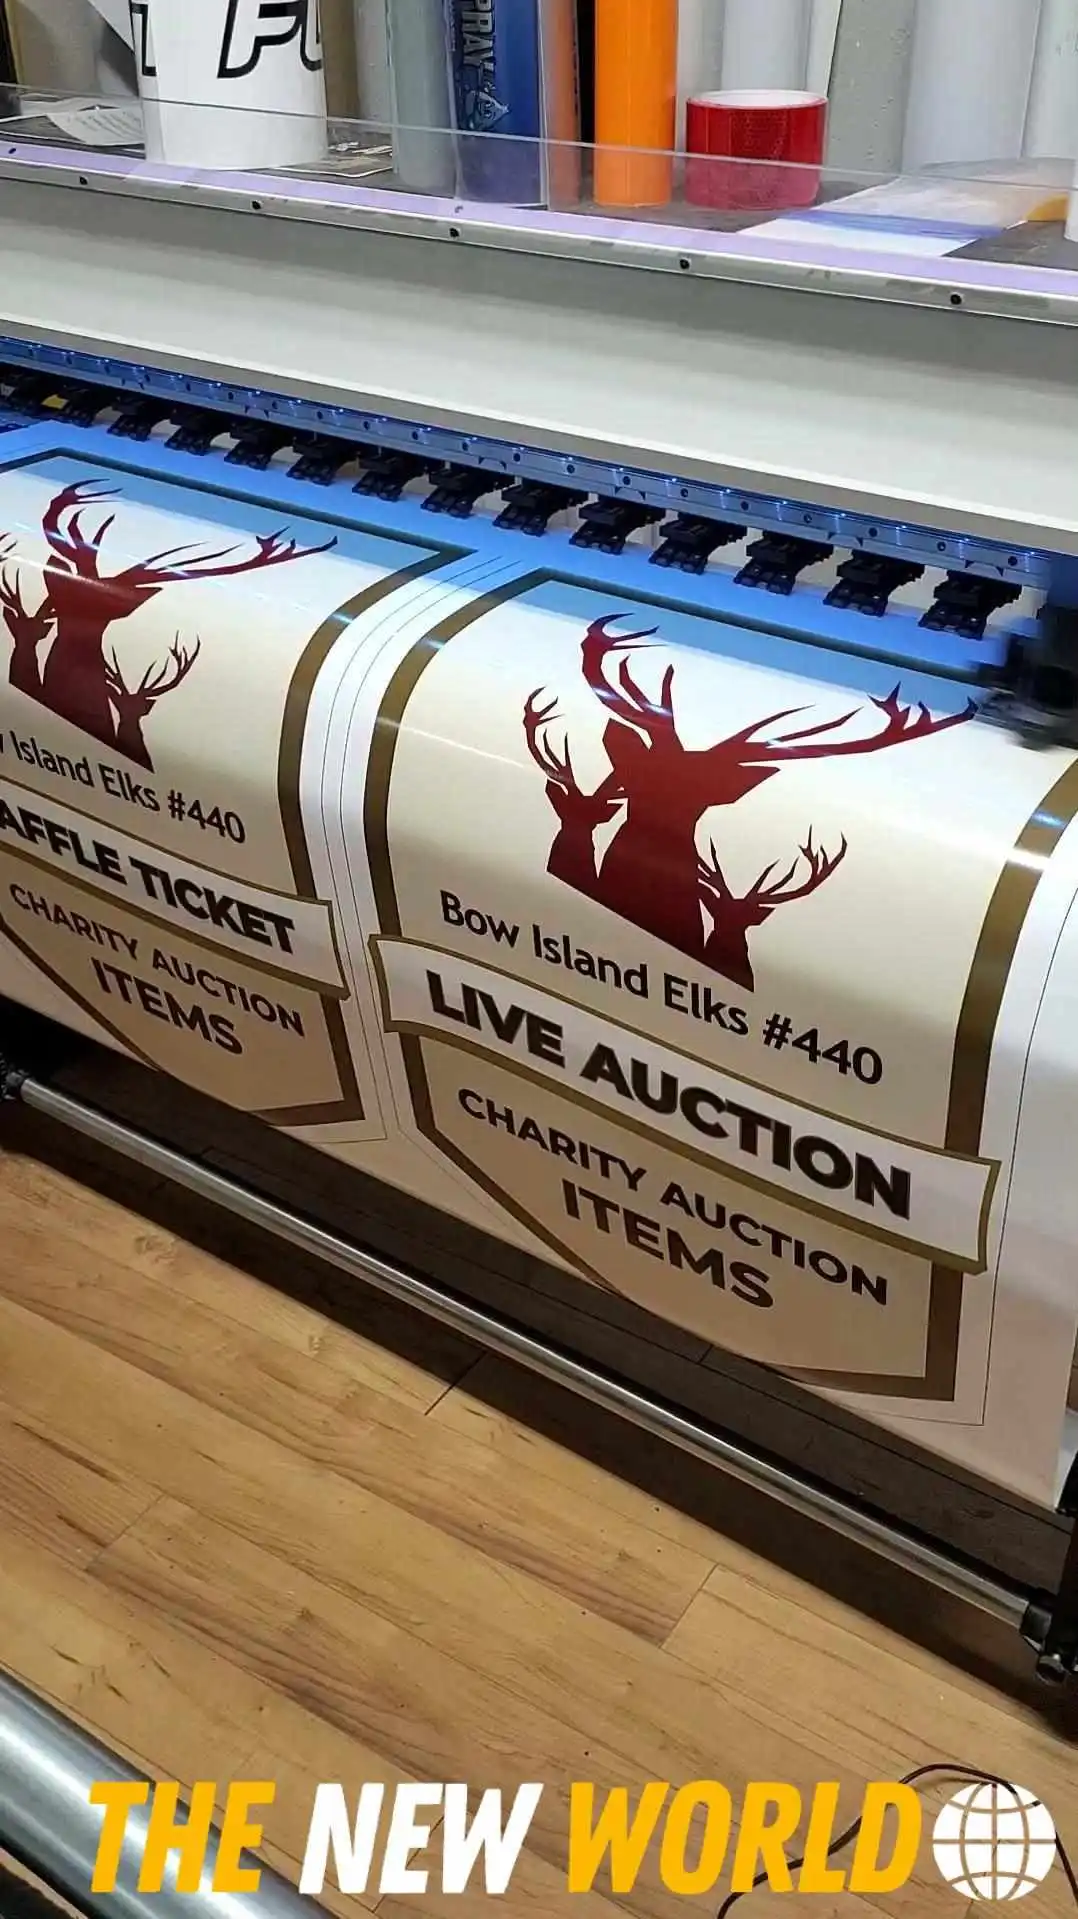 PRAY
Island Elks #440
AFFLE TICKET
CHARITY AUCTION
ITEMS
Bow Island Elks #440
LIVE AUCTION
CHARITY AUCTION
ITEMS
THE NEW WORLD